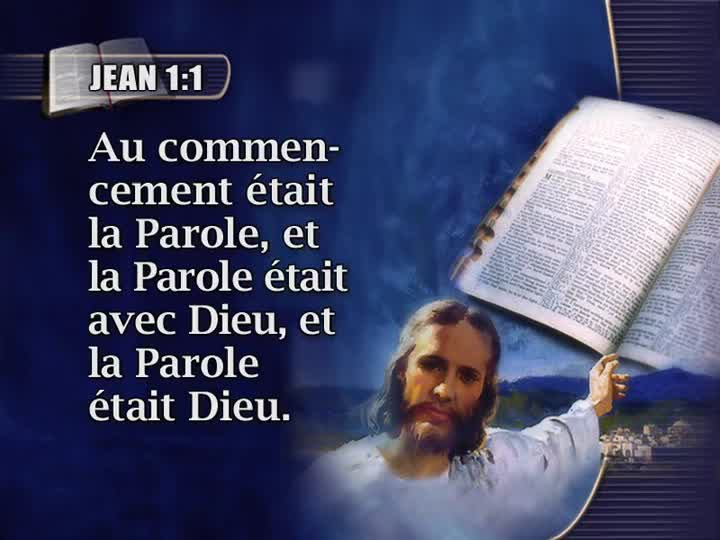 JEAN 1:1
Au commen-
cement était
la Parole, et
la Parole était
avec Dieu, et
la Parole
était Dieu.